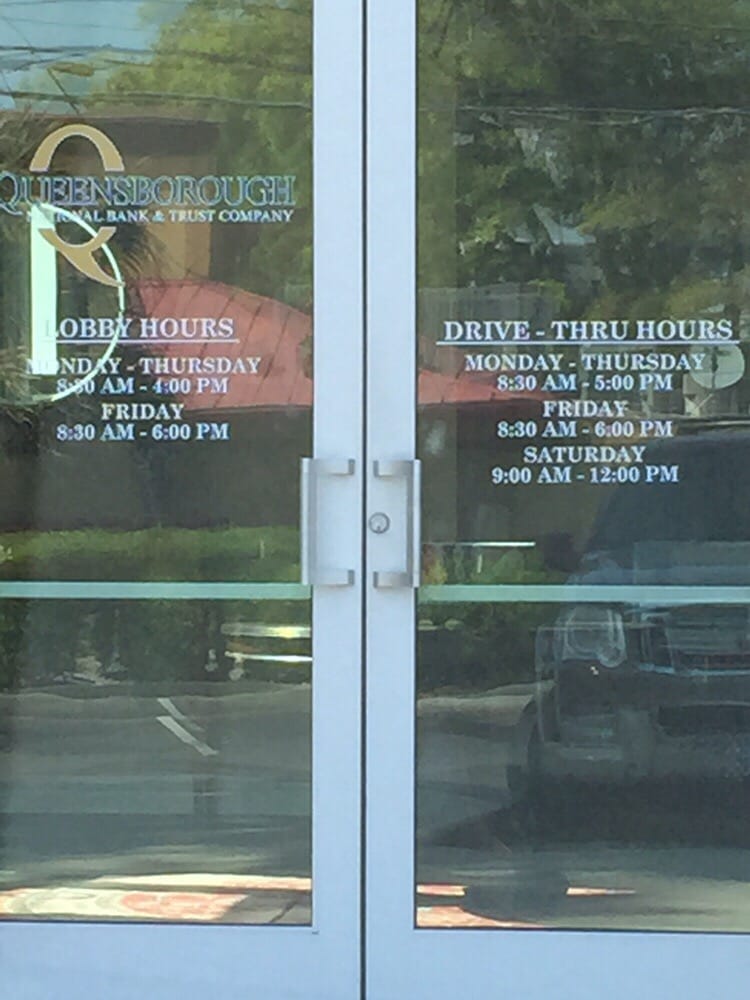 QUEENSBOROUGH
NATIONAL BANK & TRUST COMPANY
LOBBY HOURS
MONDAY - THURSDAY
8:30 AM - 4:00 PM
FRIDAY
8:30 AM - 6:00 PM
DRIVE - THRU HOURS
MONDAY - THURSDAY
8:30 AM - 5:00 PM
FRIDAY
8:30 AM - 6:00 PM
SATURDAY
9:00 AM - 12:00 PM